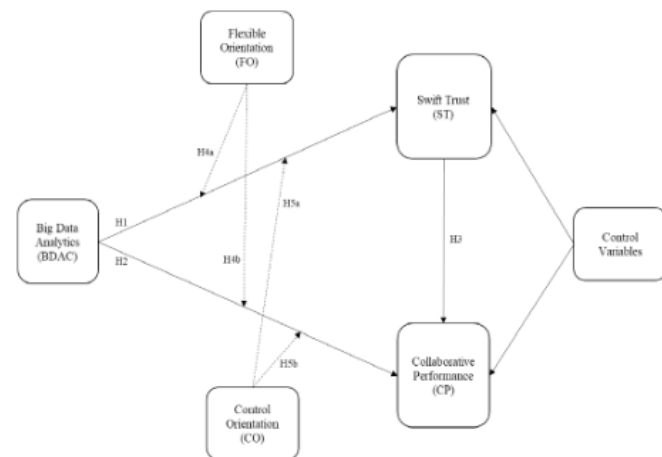 Flexible
Orientation
(FO)
Swift Trust
(ST)
H4a
H5a
Big Data
Analytics
(BDAC)
H1
H2
H3
Control
Variables
H4b
H5b
Collaborative
Performance
(CP)
Control
Orientation
(CO)